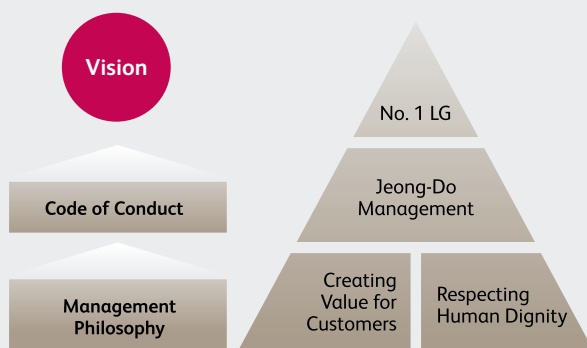 Vision
No. 1 LG
Code of Conduct
Jeong-Do
Management
Management
Philosophy
Creating
Value for
Customers
Respecting
Human Dignity